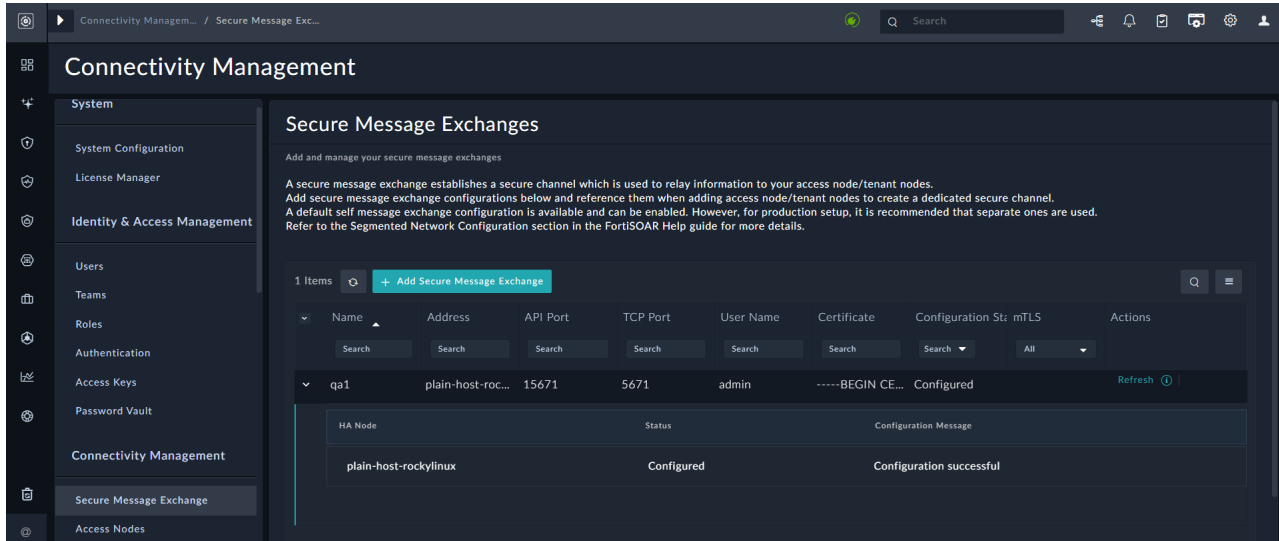 Connectivity Managem... / Secure Message Exc...
Search
Connectivity Management
System
System Configuration
License Manager
Identity & Access Management
Users
Teams
Roles
Authentication
Access Keys
Password Vault
Connectivity Management
Secure Message Exchange
Access Nodes
Secure Message Exchanges
Add and manage your secure message exchanges
A secure message exchange establishes a secure channel which is used to relay information to your access node/tenant nodes.
Add secure message exchange configurations below and reference them when adding access node/tenant nodes to create a dedicated secure channel.
A default self message exchange configuration is available and can be enabled. However, for production setup, it is recommended that separate ones are used.
Refer to the Segmented Network Configuration section in the FortiSOAR Help guide for more details.
1 Items + Add Secure Message Exchange
Name Address API Port TCP Port User Name Certificate Configuration Sta mTLS Actions
Search Search Search Search Search Search Search All
qa1 plain-host-roc... 15671 5671 admin -----BEGIN CE... Configured Refresh
HA Node Status Configuration Message
plain-host-rockylinux Configured Configuration successful